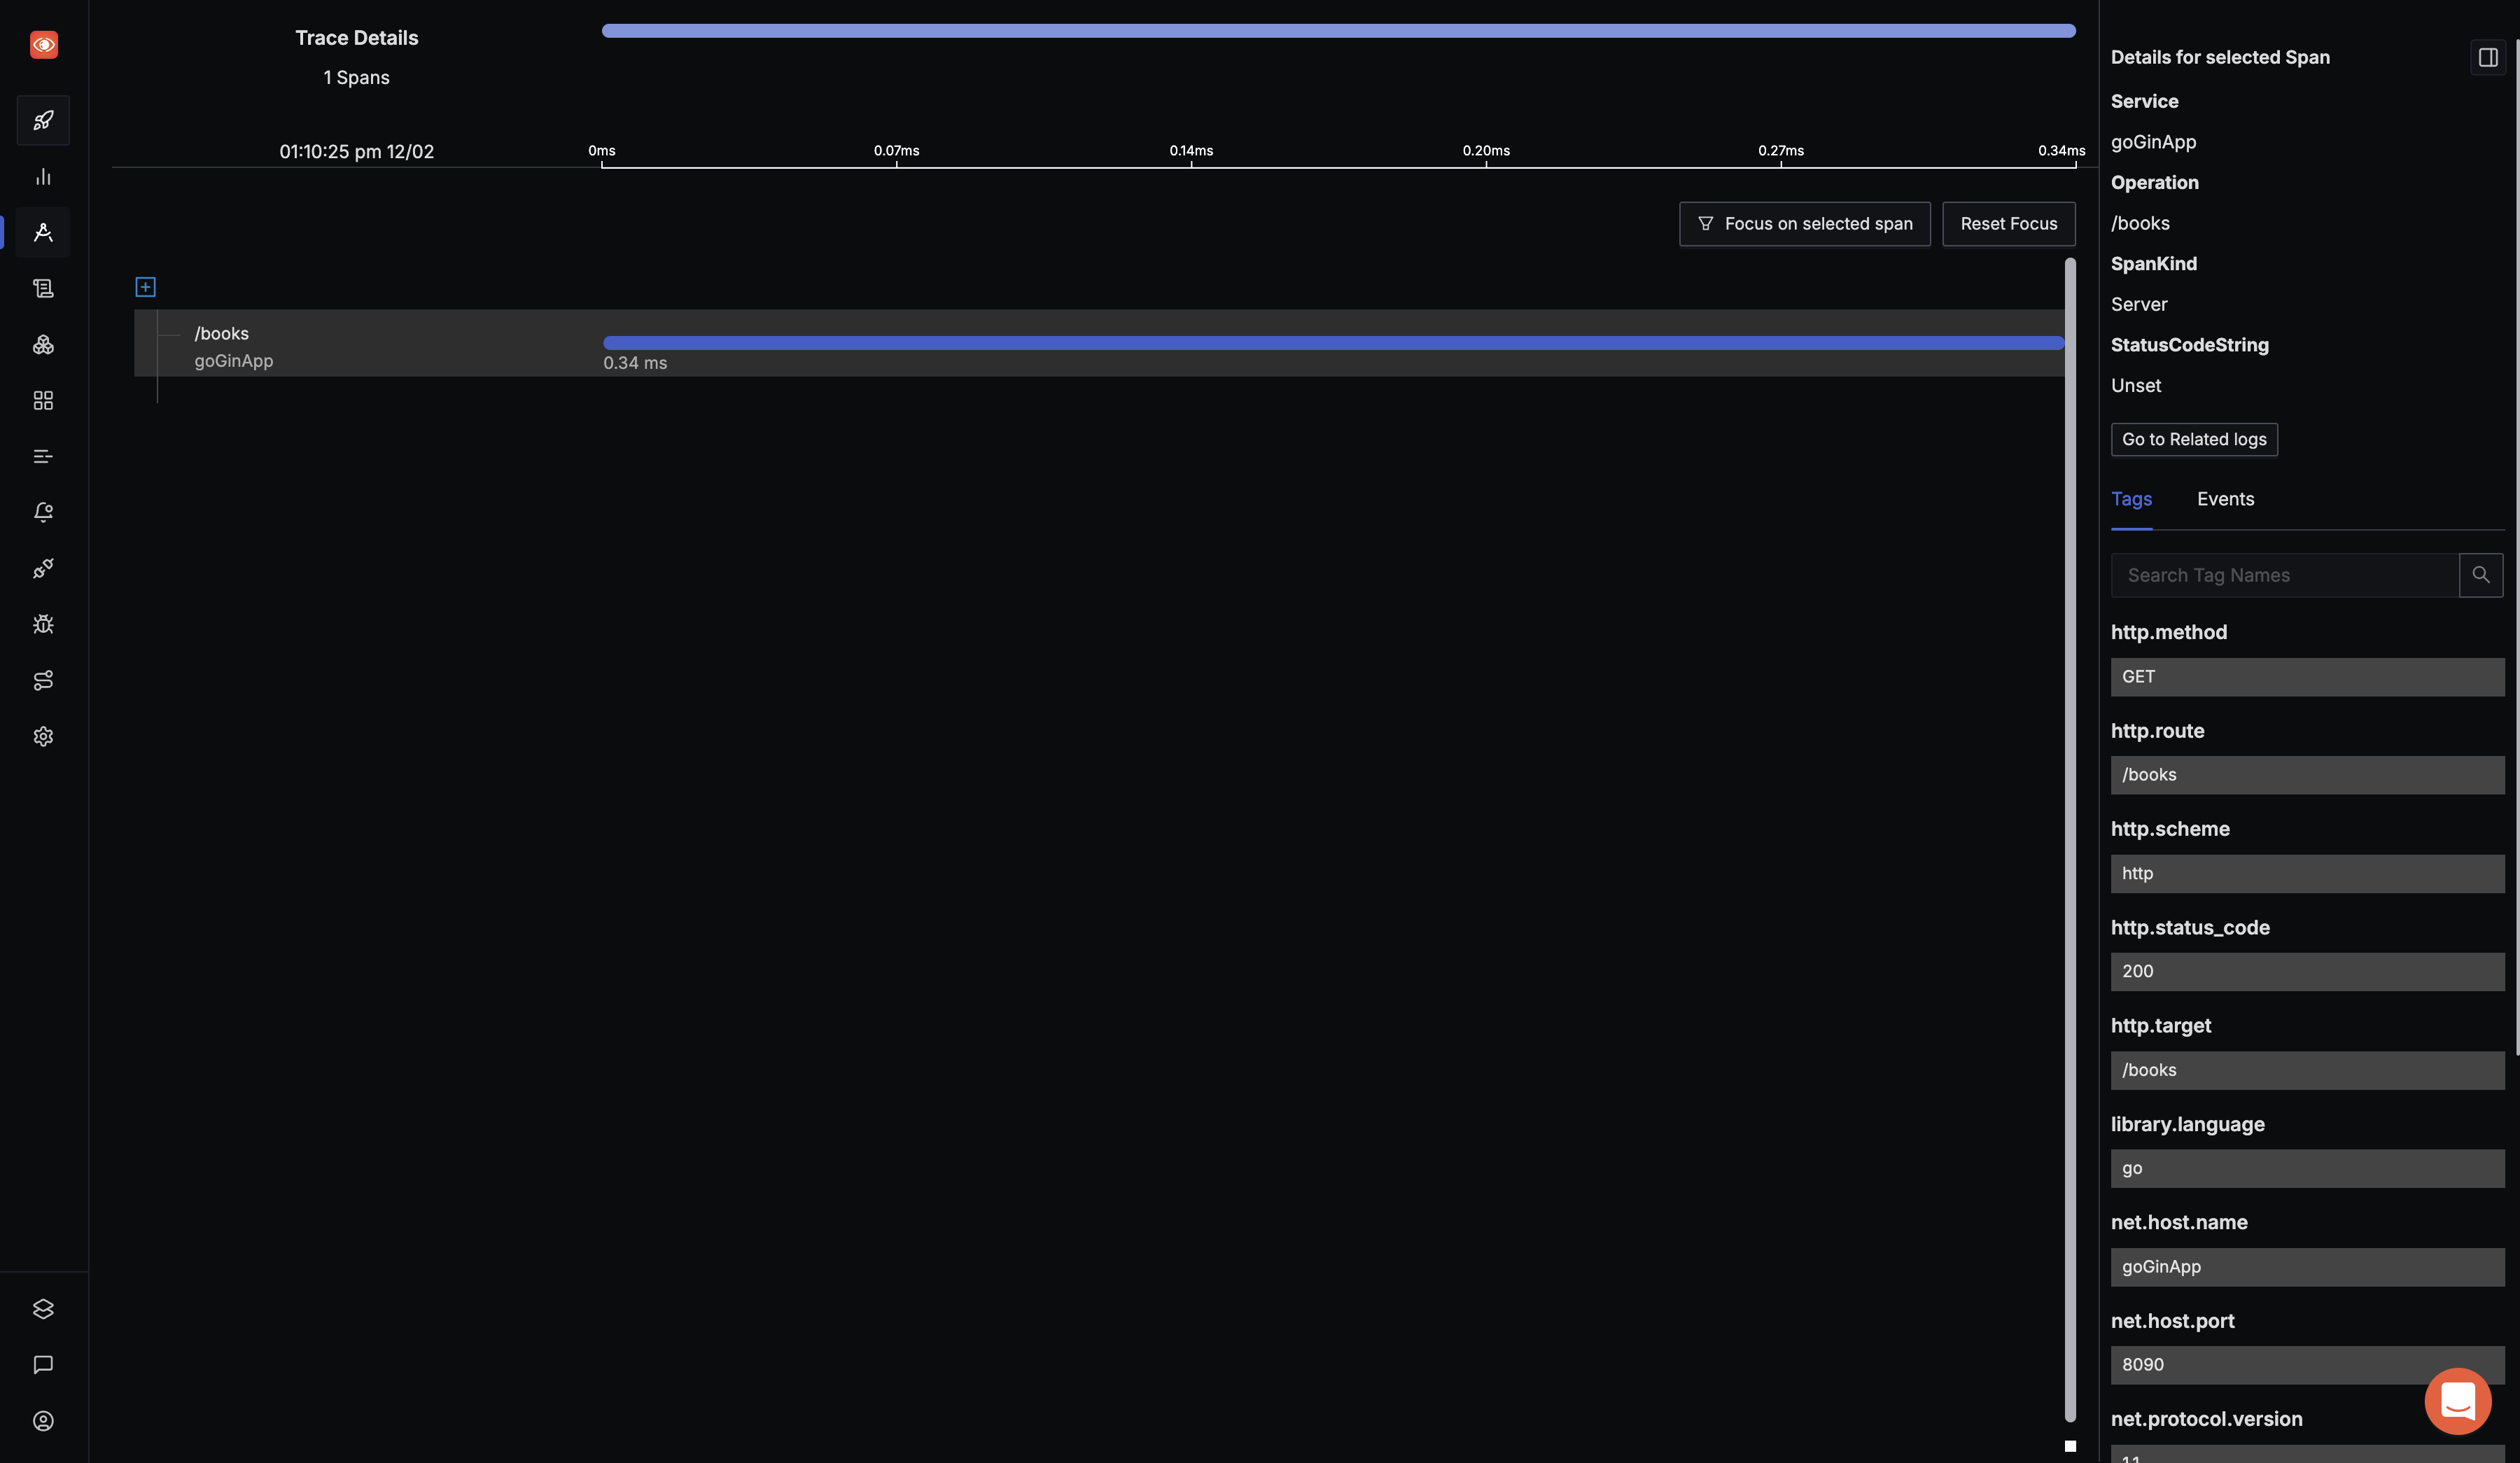 Trace Details
1 Spans
01:10:25 pm 12/02
0ms 0.07ms 0.14ms 0.20ms 0.27ms 0.34ms
Focus on selected span
Reset Focus
/books
goGinApp
0.34 ms
Details for selected Span
Service
goGinApp
Operation
/books
SpanKind
Server
StatusCodeString
Unset
Go to Related logs
Tags Events
Search Tag Names
http.method
GET
http.route
/books
http.scheme
http
http.status_code
200
http.target
/books
library.language
go
net.host.name
goGinApp
net.host.port
8090
net.protocol.version